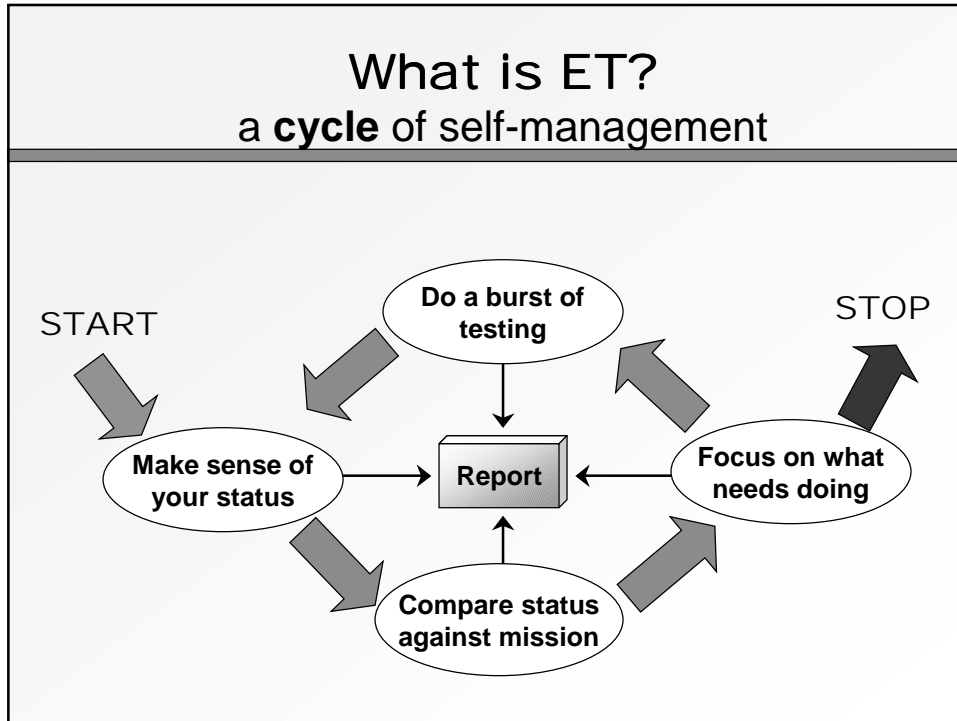 What is ET?
a cycle of self-management
START
Do a burst of
testing
STOP
Make sense of
your status
Report
Focus on what
needs doing
Compare status
against mission